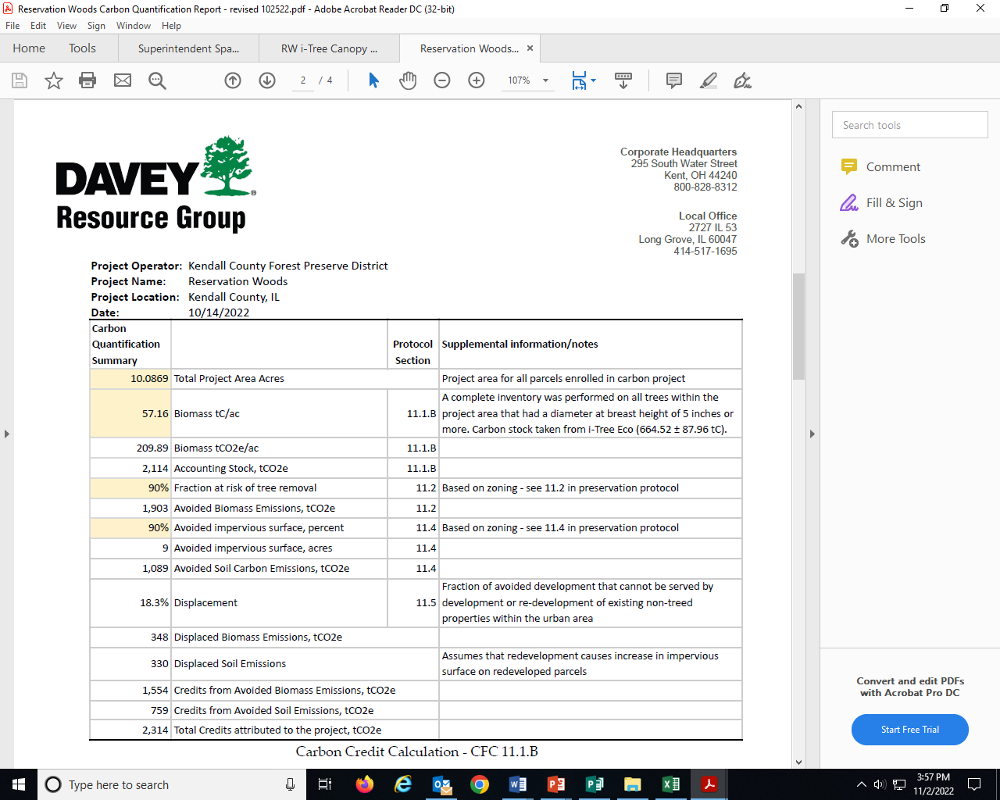 Reservation Woods Carbon Quantification Report - revised 102522.pdf - Adobe Acrobat Reader DC (32-bit)
File Edit View Sign Window Help
Home Tools Superintendent Spa... RW i-Tree Canopy ... Reservation Woods... ×
2 / 4 107%
Search tools
Comment
Fill & Sign
More Tools
DAVEY
Resource Group
®
Corporate Headquarters
295 South Water Street
Kent, OH 44240
800-828-8312
Local Office
2727 IL 53
Long Grove, IL 60047
414-517-1695
Project Operator: Kendall County Forest Preserve District
Project Name: Reservation Woods
Project Location: Kendall County, IL
Date: 10/14/2022
Carbon
Quantification
Summary
Protocol
Section
Supplemental information/notes
10.0869 Total Project Area Acres Project area for all parcels enrolled in carbon project
57.16 Biomass tC/ac 11.1.B
A complete inventory was performed on all trees within the
project area that had a diameter at breast height of 5 inches or
more. Carbon stock taken from i-Tree Eco (664.52 ± 87.96 tC).
209.89 Biomass tCO2e/ac 11.1.B
2,114 Accounting Stock, tCO2e 11.1.B
90% Fraction at risk of tree removal 11.2 Based on zoning - see 11.2 in preservation protocol
1,903 Avoided Biomass Emissions, tCO2e 11.2
90% Avoided impervious surface, percent 11.4 Based on zoning - see 11.4 in preservation protocol
9 Avoided impervious surface, acres 11.4
1,089 Avoided Soil Carbon Emissions, tCO2e 11.4
18.3% Displacement 11.5
Fraction of avoided development that cannot be served by
development or re-development of existing non-treed
properties within the urban area
348 Displaced Biomass Emissions, tCO2e
330 Displaced Soil Emissions
Assumes that redevelopment causes increase in impervious
surface on redeveloped parcels
1,554 Credits from Avoided Biomass Emissions, tCO2e
759 Credits from Avoided Soil Emissions, tCO2e
2,314 Total Credits attributed to the project, tCO2e
Carbon Credit Calculation - CFC 11.1.B
Convert and edit PDFs
with Acrobat Pro DC
Start Free Trial
Type here to search
3:57 PM
11/2/2022